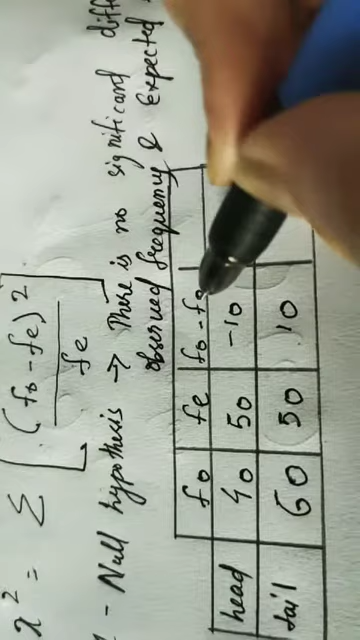 χ² = Σ [(fo - fe)² / fe]
- Null hypothesis → There is no significant diff
observed frequency & expected
fo fe fo-fe
head 40 50 -10
tail 60 50 10